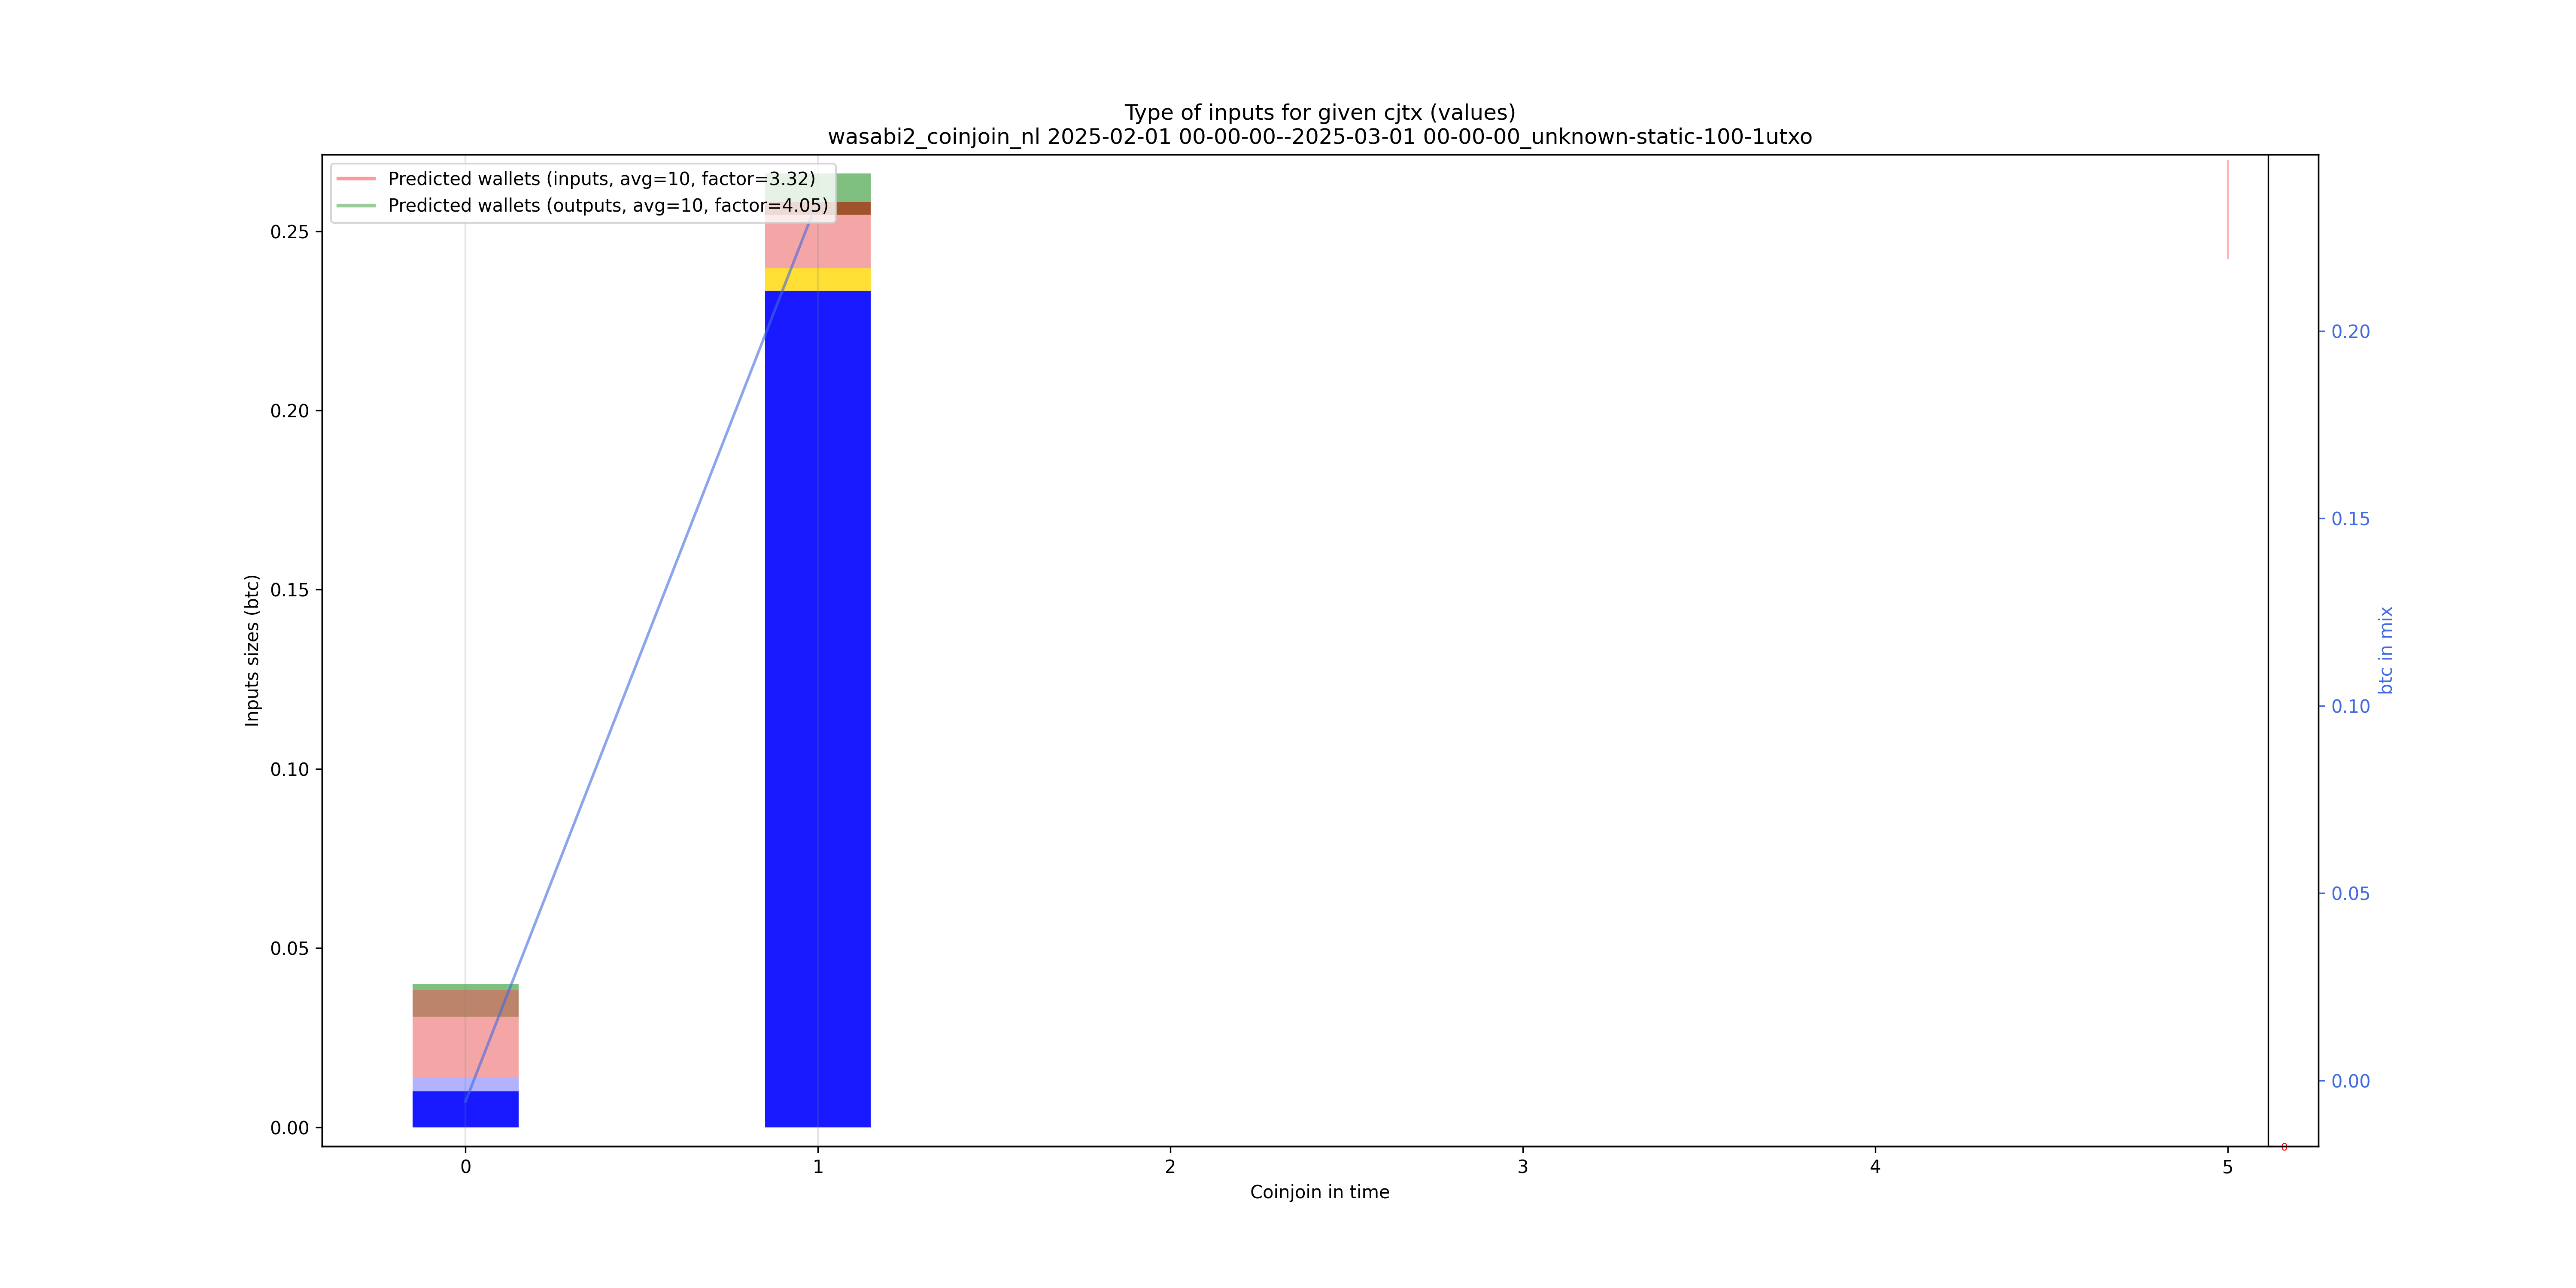 Type of inputs for given cjtx (values)
wasabi2_coinjoin_nl 2025-02-01 00-00-00--2025-03-01 00-00-00_unknown-static-100-1utxo
Predicted wallets (inputs, avg=10, factor=3.32)
Predicted wallets (outputs, avg=10, factor=4.05)
Inputs sizes (btc)
0.25
0.20
0.15
0.10
0.05
0.00
0.20
0.15
0.10
0.05
0.00
btc in mix
0
0 1 2 3 4 5
Coinjoin in time